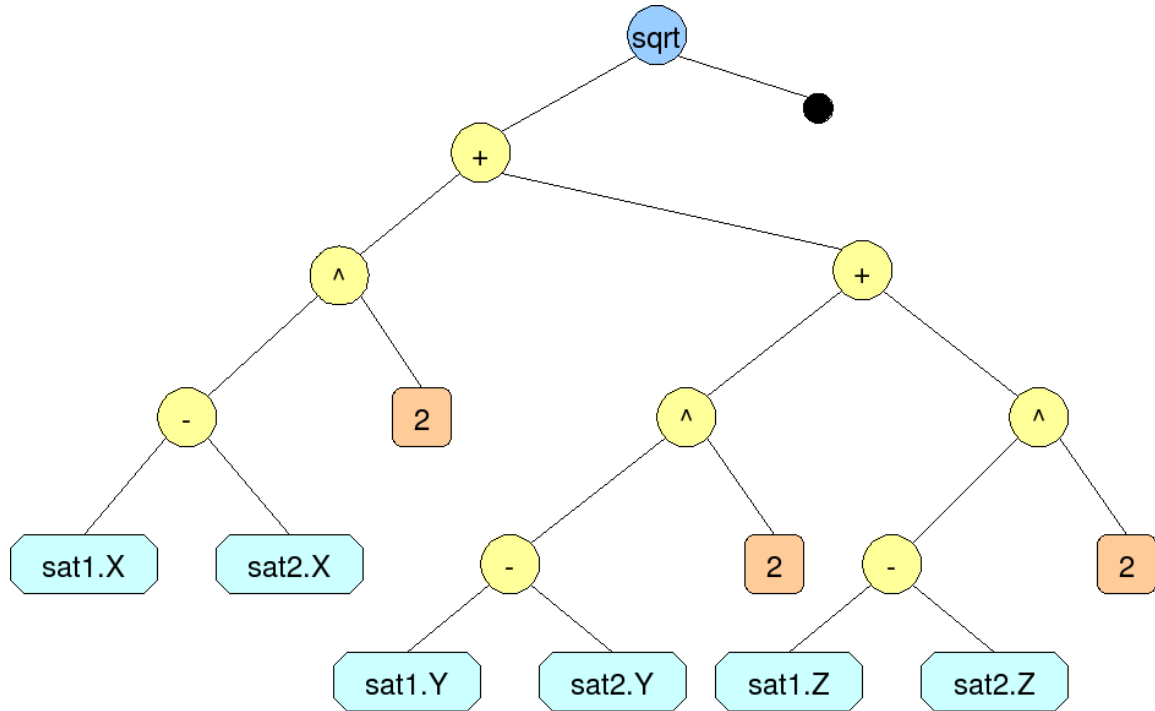 sqrt
+
^ +
- 2 ^ ^
sat1.X sat2.X - 2 - 2
sat1.Y sat2.Y sat1.Z sat2.Z